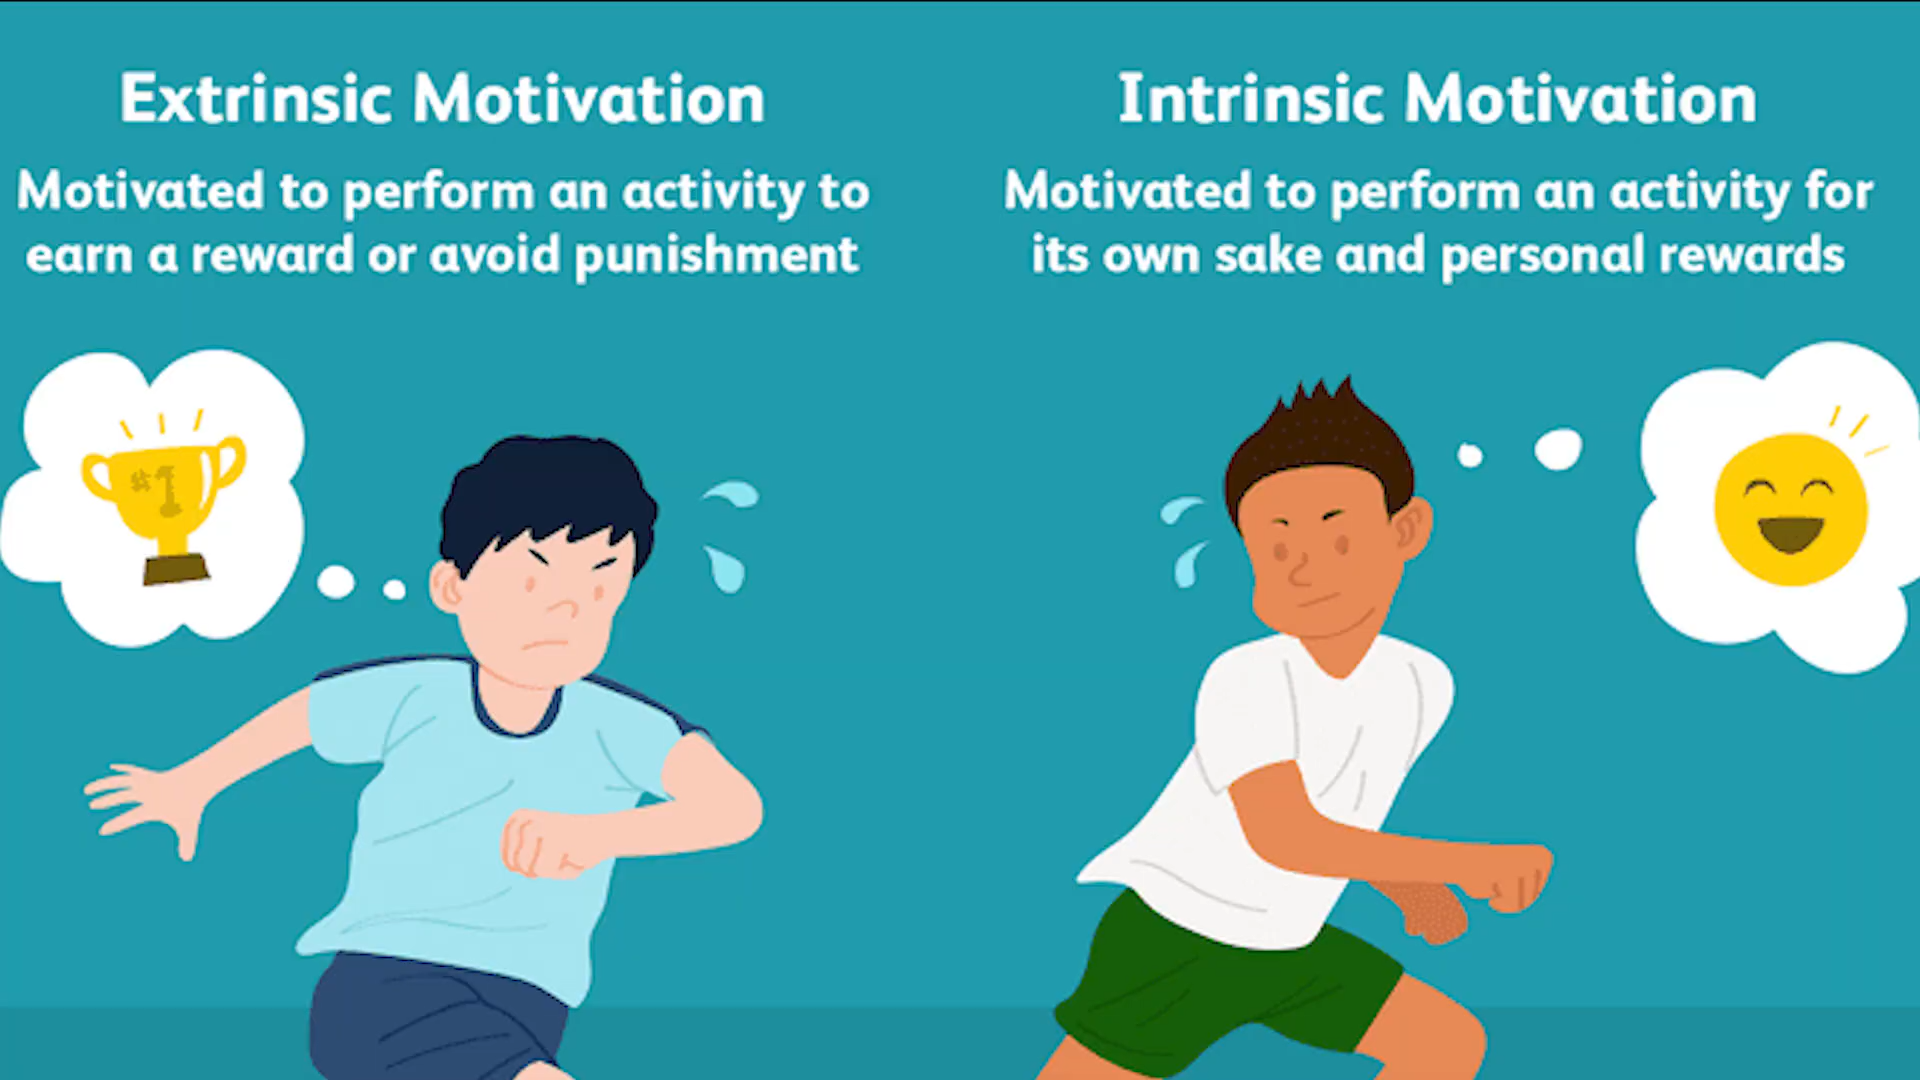 Extrinsic Motivation
Motivated to perform an activity to
earn a reward or avoid punishment
Intrinsic Motivation
Motivated to perform an activity for
its own sake and personal rewards
#1